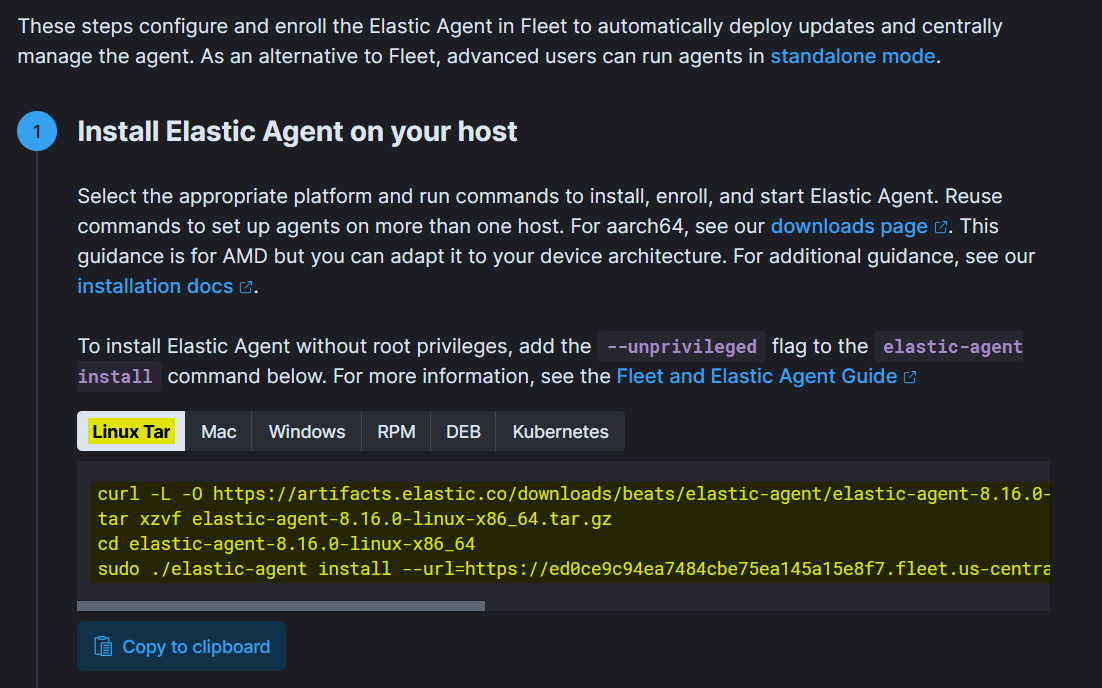 These steps configure and enroll the Elastic Agent in Fleet to automatically deploy updates and centrally
manage the agent. As an alternative to Fleet, advanced users can run agents in standalone mode.
1
Install Elastic Agent on your host
Select the appropriate platform and run commands to install, enroll, and start Elastic Agent. Reuse
commands to set up agents on more than one host. For aarch64, see our downloads page. This
guidance is for AMD but you can adapt it to your device architecture. For additional guidance, see our
installation docs.
To install Elastic Agent without root privileges, add the --unprivileged flag to the elastic-agent
install command below. For more information, see the Fleet and Elastic Agent Guide
Linux Tar Mac Windows RPM DEB Kubernetes
curl -L -O https://artifacts.elastic.co/downloads/beats/elastic-agent/elastic-agent-8.16.0-
tar xzvf elastic-agent-8.16.0-linux-x86_64.tar.gz
cd elastic-agent-8.16.0-linux-x86_64
sudo ./elastic-agent install --url=https://ed0ce9c94ea7484cbe75ea145a15e8f7.fleet.us-centra
Copy to clipboard